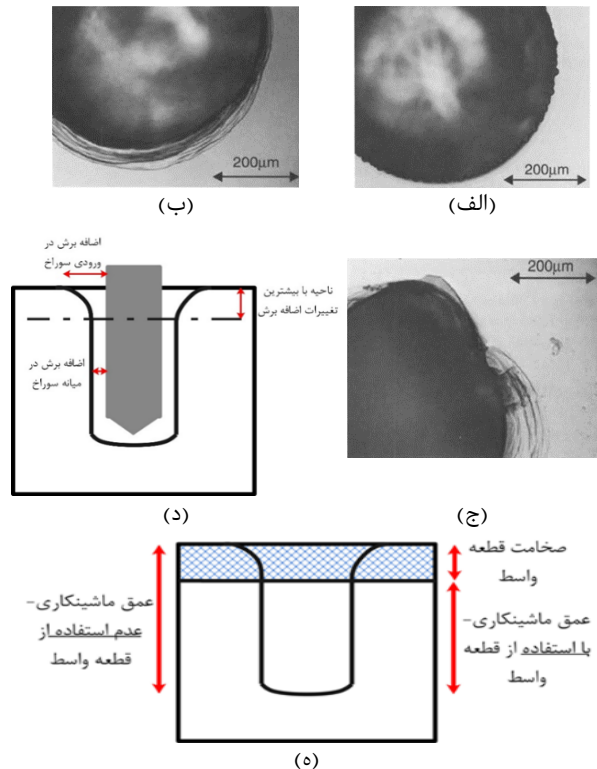 200μm
(الف)
200μm
(ب)
200μm
(ج)
اضافه برش در
ورودی سوراخ
ناحیه با بیشترین
تغییرات اضافه برش
اضافه برش در
میانه سوراخ
(د)
صخامت قطعه
واسط
عمق ماشینکاری-
با استفاده از قطعه
واسط
عمق ماشینکاری-
عدم استفاده از
قطعه واسط
(ه)